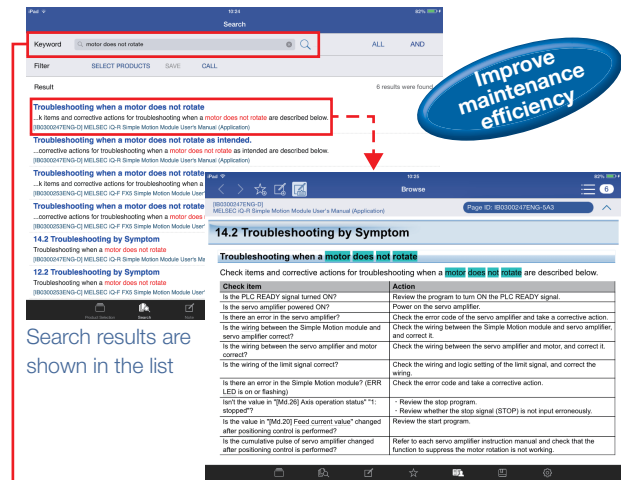 iPad 19:24 82%
Search
Keyword motor does not rotate ALL AND
Filter SELECT PRODUCTS SAVE CALL
Result 6 results were found
Troubleshooting when a motor does not rotate
...k items and corrective actions for troubleshooting when a motor does not rotate are described below.
[IB0300247ENG-D] MELSEC iQ-R Simple Motion Module User's Manual (Application)
Troubleshooting when a motor does not rotate as intended.
...corrective actions for troubleshooting when a motor does not rotate as intended are described below.
[IB0300247ENG-D] MELSEC iQ-R Simple Motion Module User's Manual (Application)
Troubleshooting when a motor does not rotate
...k items and corrective actions for troubleshooting when a
[IB0300253ENG-C] MELSEC iQ-F FX5 Simple Motion Module User'
Troubleshooting when a motor does not rotate
...corrective actions for troubleshooting when a motor does
[IB0300253ENG-C] MELSEC iQ-F FX5 Simple Motion Module User'
14.2 Troubleshooting by Symptom
Troubleshooting when a motor does not rotate
[IB0300247ENG-D] MELSEC iQ-R Simple Motion Module User's Ma
12.2 Troubleshooting by Symptom
Troubleshooting when a motor does not rotate
[IB0300253ENG-C] MELSEC iQ-F FX5 Simple Motion Module User'
Product Selection Search Note
Search results are
shown in the list
Improve
maintenance
efficiency
iPad 19:25 82%
Browse 6
[IB0300247ENG-D]
MELSEC iQ-R Simple Motion Module User's Manual (Application)
Page ID: IB0300247ENG-5A3
14.2 Troubleshooting by Symptom
Troubleshooting when a motor does not rotate
Check items and corrective actions for troubleshooting when a motor does not rotate are described below.
Check item Action
Is the PLC READY signal turned ON? Review the program to turn ON the PLC READY signal.
Is the servo amplifier powered ON? Power on the servo amplifier.
Is there an error in the servo amplifier? Check the error code of the servo amplifier and take a corrective action.
Is the wiring between the Simple Motion module and Check the wiring between the Simple Motion module and servo amplifier,
servo amplifier correct? and correct it.
Is the wiring between the servo amplifier and motor Check the wiring between the servo amplifier and motor, and correct it.
correct?
Is the wiring of the limit signal correct? Check the wiring and logic setting of the limit signal, and correct the
wiring.
Is there an error in the Simple Motion module? (ERR Check the error code and take a corrective action.
LED is on or flashing)
Isn't the value in "[Md.26] Axis operation status" "1: - Review the stop program.
stopped"? - Review whether the stop signal (STOP) is not input erroneously.
Is the value in "[Md.20] Feed current value" changed Review the start program.
after positioning control is performed?
Is the cumulative pulse of servo amplifier changed Refer to each servo amplifier instruction manual and check that the
after positioning control is performed? function to suppress the motor rotation is not working.